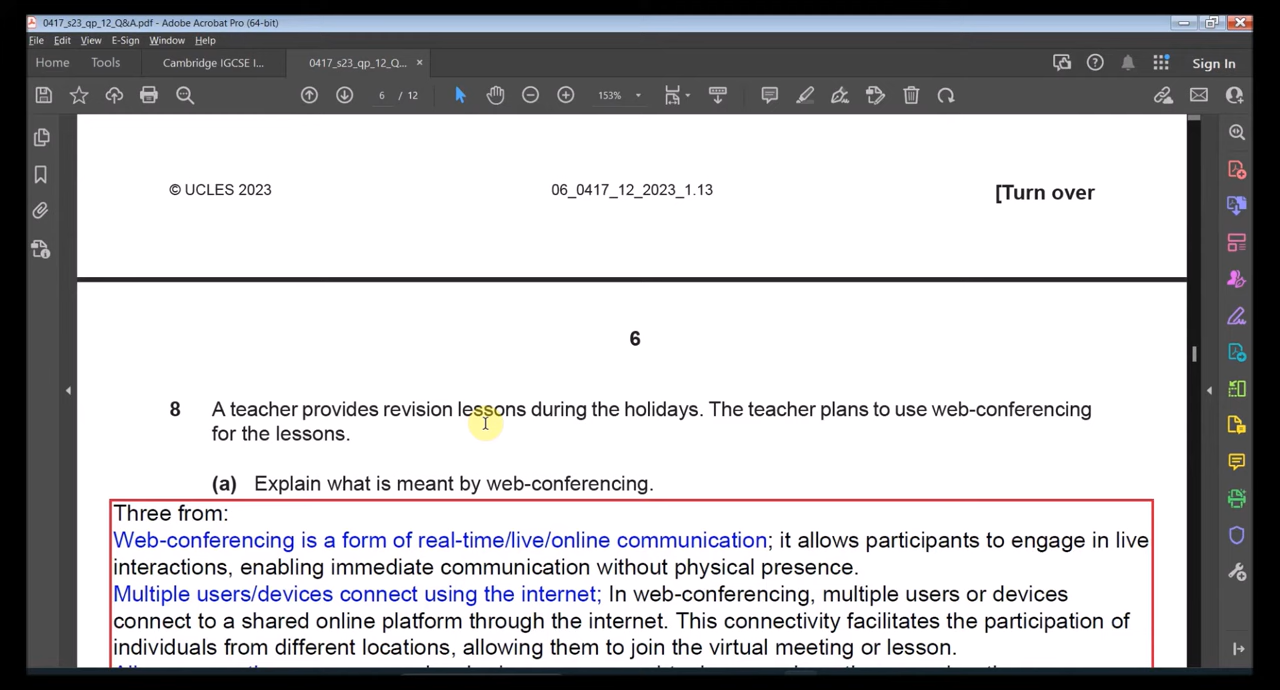 0417_s23_qp_12_Q&A.pdf - Adobe Acrobat Pro (64-bit)
File Edit View E-Sign Window Help
Home Tools Cambridge IGCSE I... 0417_s23_qp_12_Q... × Sign In
6 / 12 153%
© UCLES 2023 06_0417_12_2023_1.13 [Turn over
6
8 A teacher provides revision lessons during the holidays. The teacher plans to use web-conferencing
for the lessons.
(a) Explain what is meant by web-conferencing.
Three from:
Web-conferencing is a form of real-time/live/online communication; it allows participants to engage in live
interactions, enabling immediate communication without physical presence.
Multiple users/devices connect using the internet; In web-conferencing, multiple users or devices
connect to a shared online platform through the internet. This connectivity facilitates the participation of
individuals from different locations, allowing them to join the virtual meeting or lesson.